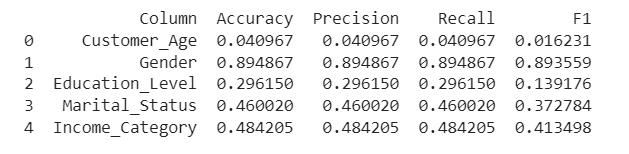 Column Accuracy Precision Recall F1
0 Customer_Age 0.040967 0.040967 0.040967 0.016231
1 Gender 0.894867 0.894867 0.894867 0.893559
2 Education_Level 0.296150 0.296150 0.296150 0.139176
3 Marital_Status 0.460020 0.460020 0.460020 0.372784
4 Income_Category 0.484205 0.484205 0.484205 0.413498